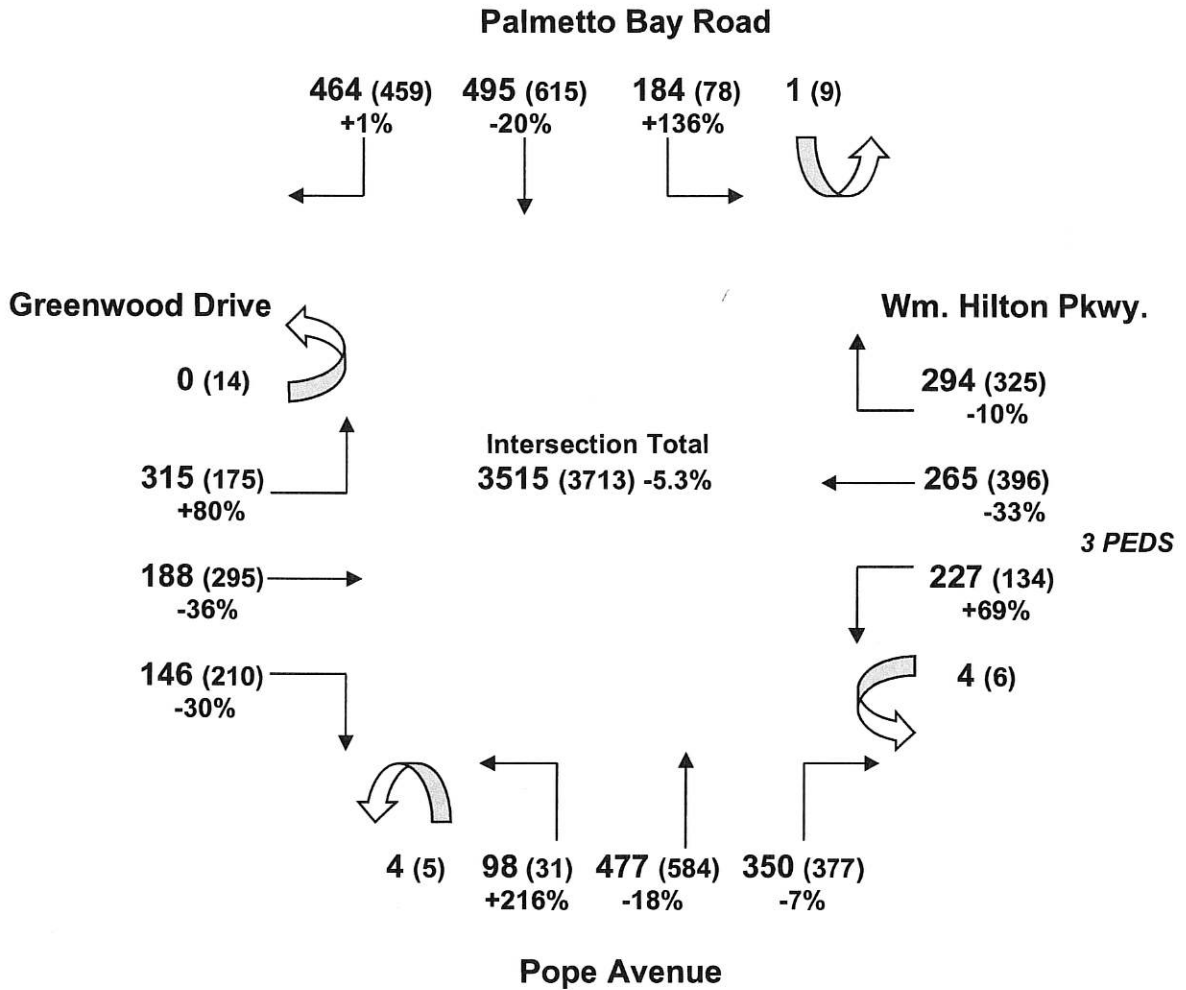 Palmetto Bay Road
464 (459) 495 (615) 184 (78) 1 (9)
+1% -20% +136%
Greenwood Drive Wm. Hilton Pkwy.
0 (14)
294 (325)
-10%
Intersection Total
3515 (3713) -5.3%
315 (175)
+80%
265 (396)
-33%
3 PEDS
188 (295)
-36%
227 (134)
+69%
146 (210)
-30%
4 (6)
4 (5) 98 (31) 477 (584) 350 (377)
+216% -18% -7%
Pope Avenue